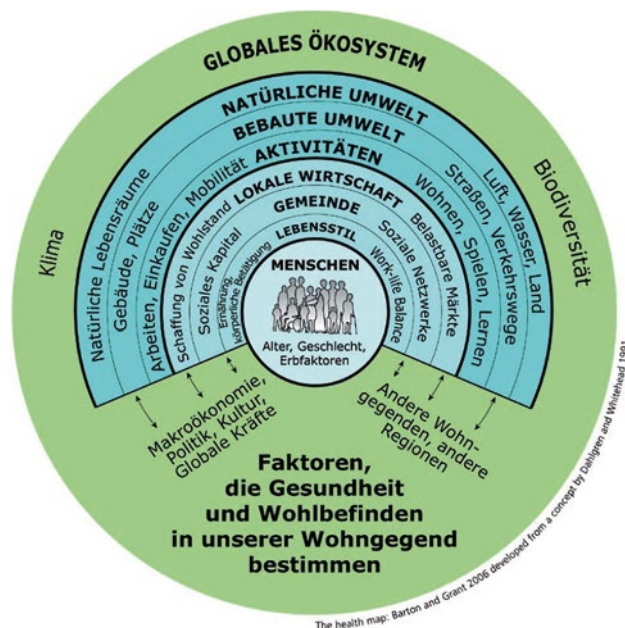 GLOBALES ÖKOSYSTEM
Klima
Biodiversität
NATÜRLICHE UMWELT
Natürliche Lebensräume
Luft, Wasser, Land
BEBAUTE UMWELT
Gebäude, Plätze
Straßen, Verkehrswege
AKTIVITÄTEN
Arbeiten, Einkaufen, Mobilität
Wohnen, Spielen, Lernen
LOKALE WIRTSCHAFT
Schaffung von Wohlstand
Belastbare Märkte
GEMEINDE
Soziales Kapital
Soziale Netzwerke
LEBENSSTIL
Ernährung,
körperliche Betätigung
Work-life Balance
MENSCHEN
Alter, Geschlecht,
Erbfaktoren
Makroökonomie,
Politik, Kultur,
Globale Kräfte
Andere Wohn-
gegenden, andere
Regionen
Faktoren,
die Gesundheit
und Wohlbefinden
in unserer Wohngegend
bestimmen
The health map: Barton and Grant 2006 developed from a concept by Dahlgren and Whitehead 1991